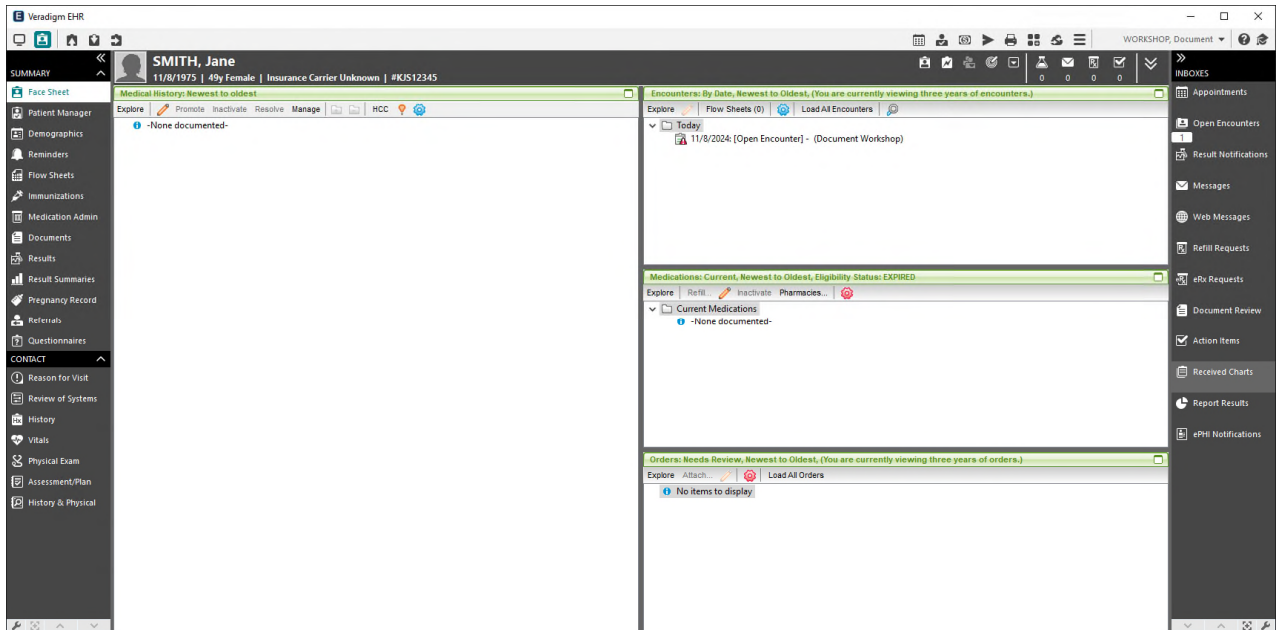 Veradigm EHR
WORKSHOP, Document
SUMMARY
Face Sheet
Patient Manager
Demographics
Reminders
Flow Sheets
Immunizations
Medication Admin
Documents
Results
Result Summaries
Pregnancy Record
Referrals
Questionnaires
CONTACT
Reason for Visit
Review of Systems
History
Vitals
Physical Exam
Assessment/Plan
History & Physical
SMITH, Jane
11/8/1975 | 49y Female | Insurance Carrier Unknown | #KJS12345
0 0 0 0
Medical History: Newest to oldest
Explore Promote Inactivate Resolve Manage HCC
-None documented-
Encounters: By Date, Newest to Oldest, (You are currently viewing three years of encounters.)
Explore Flow Sheets (0) Load All Encounters
Today
11/8/2024: [Open Encounter] - (Document Workshop)
Medications: Current, Newest to Oldest, Eligibility Status: EXPIRED
Explore Refill... Inactivate Pharmacies...
Current Medications
-None documented-
Orders: Needs Review, Newest to Oldest, (You are currently viewing three years of orders.)
Explore Attach... Load All Orders
No items to display
INBOXES
Appointments
Open Encounters
1
Result Notifications
Messages
Web Messages
Refill Requests
eRx Requests
Document Review
Action Items
Received Charts
Report Results
ePHI Notifications